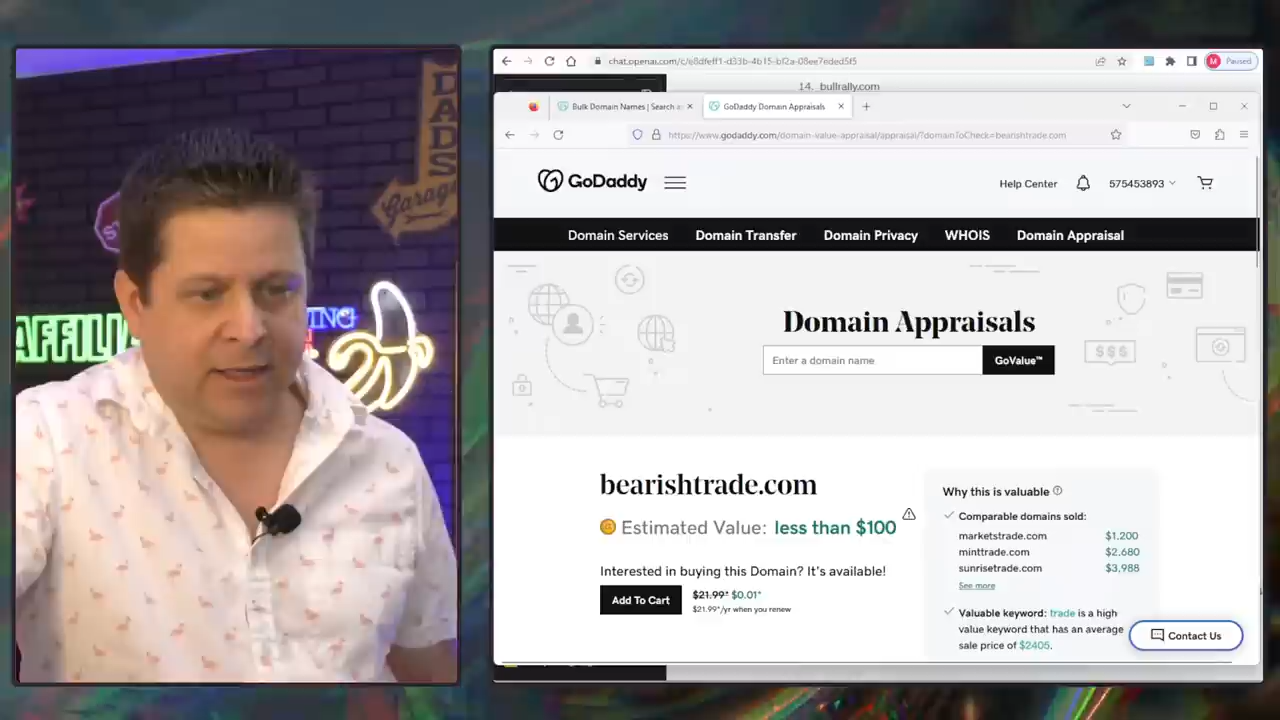 DADS
Garage
AFFILI
ING
chat.openai.com/c/e8dfeff1-d33b-4b15-bf2a-08ee7eded5f5
M Paused
14. bullrally.com
Bulk Domain Names | Search a
GoDaddy Domain Appraisals
https://www.godaddy.com/domain-value-appraisal/appraisal/?domainToCheck=bearishtrade.com
GoDaddy
Help Center
575453893
Domain Services
Domain Transfer
Domain Privacy
WHOIS
Domain Appraisal
Domain Appraisals
Enter a domain name
GoValue™
$$$
bearishtrade.com
Estimated Value: less than $100
Interested in buying this Domain? It's available!
Add To Cart
$21.99* $0.01*
$21.99*/yr when you renew
Why this is valuable
Comparable domains sold:
marketstrade.com $1,200
minttrade.com $2,680
sunrisetrade.com $3,988
See more
Valuable keyword: trade is a high
value keyword that has an average
sale price of $2405.
Contact Us